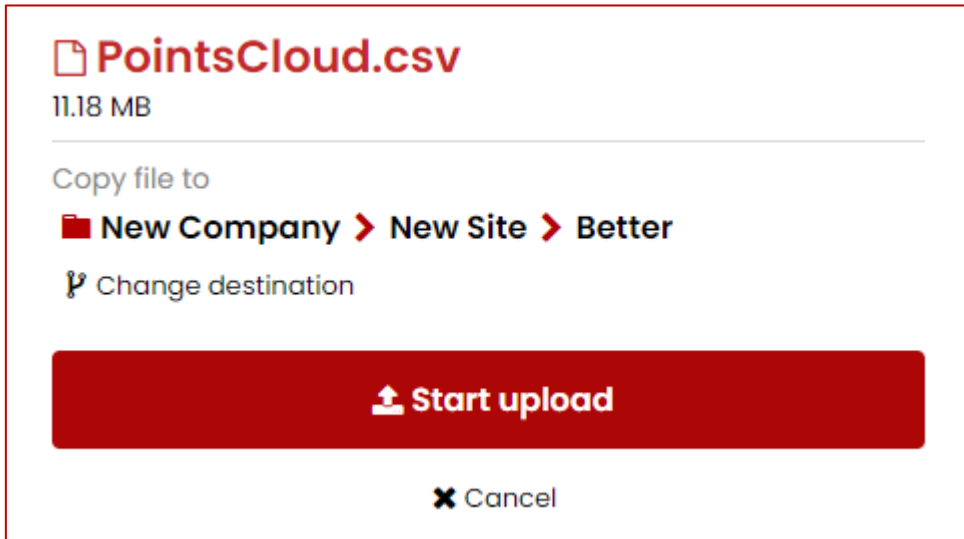 PointsCloud.csv
11.18 MB
Copy file to
New Company > New Site > Better
Change destination
Start upload
Cancel